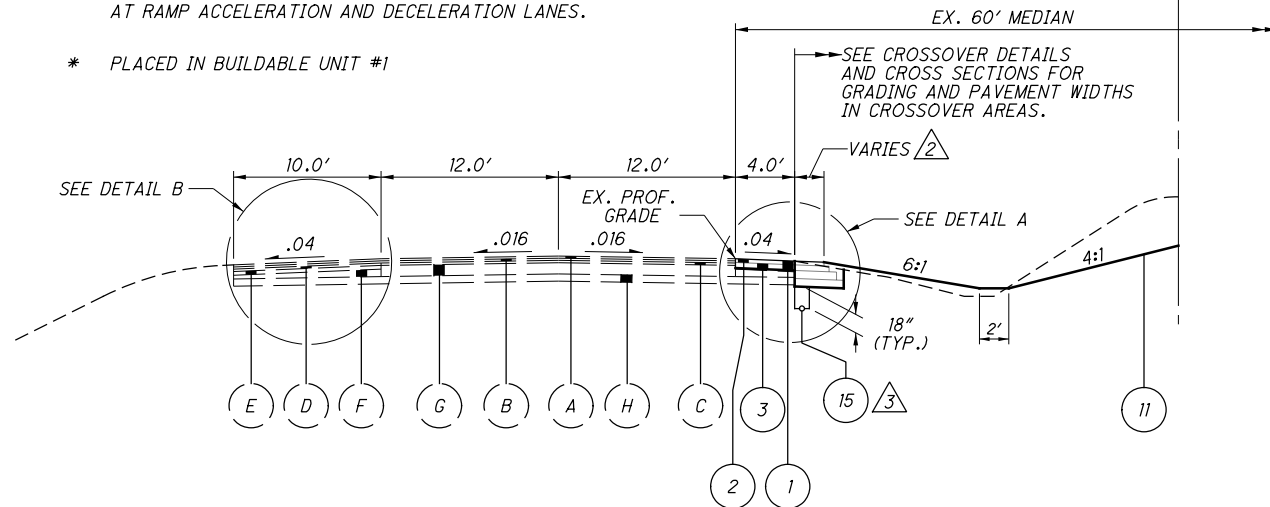 AT RAMP ACCELERATION AND DECELERATION LANES.
* PLACED IN BUILDABLE UNIT #1
EX. 60' MEDIAN
SEE CROSSOVER DETAILS
AND CROSS SECTIONS FOR
GRADING AND PAVEMENT WIDTHS
IN CROSSOVER AREAS.
VARIES 2
10.0'
12.0'
12.0'
4.0'
SEE DETAIL B
EX. PROF.
GRADE
SEE DETAIL A
.04
.016
.016
.04
6:1
4:1
18"
(TYP.)
2'
E
D
F
G
B
A
H
C
3
15
3
11
2
1